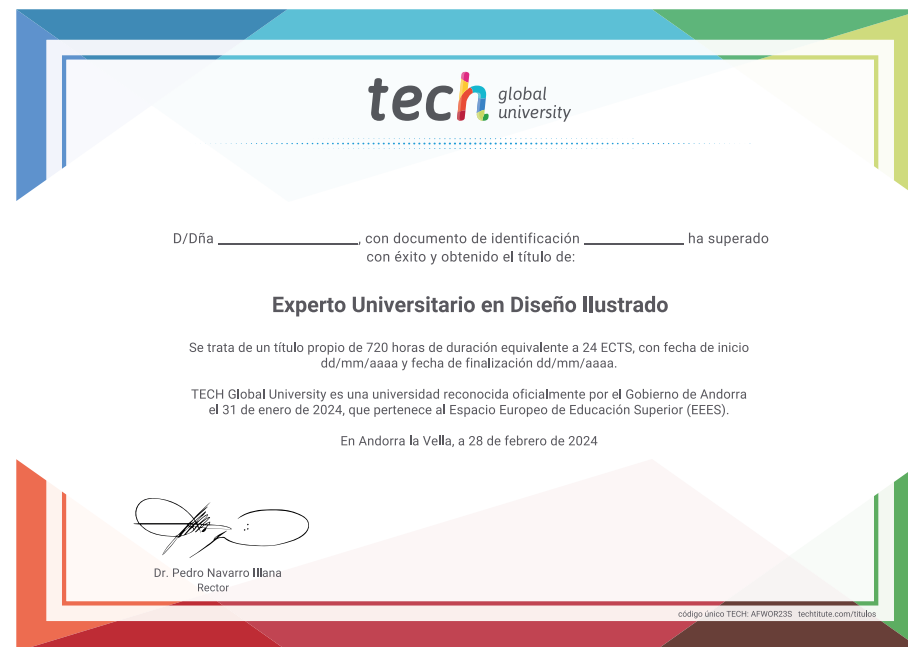 tech global university
D/Dña ____________, con documento de identificación ____________ ha superado
con éxito y obtenido el título de:
Experto Universitario en Diseño Ilustrado
Se trata de un título propio de 720 horas de duración equivalente a 24 ECTS, con fecha de inicio
dd/mm/aaaa y fecha de finalización dd/mm/aaaa.
TECH Global University es una universidad reconocida oficialmente por el Gobierno de Andorra
el 31 de enero de 2024, que pertenece al Espacio Europeo de Educación Superior (EEES).
En Andorra la Vella, a 28 de febrero de 2024
Dr. Pedro Navarro Illana
Rector
código único TECH: AFWOR23S techtitute.com/titulos